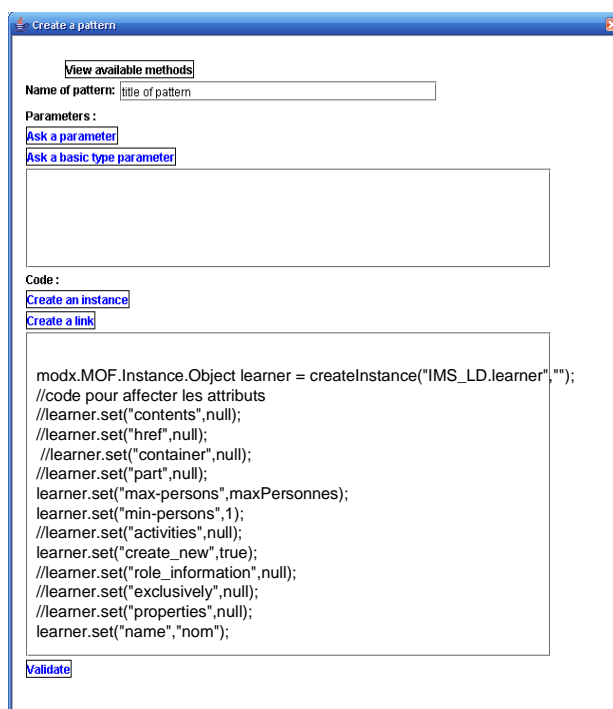 Create a pattern
View available methods
Name of pattern: title of pattern
Parameters :
Ask a parameter
Ask a basic type parameter
Code :
Create an instance
Create a link
modx.MOF.Instance.Object learner = createInstance("IMS_LD.learner","");
//code pour affecter les attributs
//learner.set("contents",null);
//learner.set("href",null);
//learner.set("container",null);
//learner.set("part",null);
learner.set("max-persons",maxPersonnes);
learner.set("min-persons",1);
//learner.set("activities",null);
learner.set("create_new",true);
//learner.set("role_information",null);
//learner.set("exclusively",null);
//learner.set("properties",null);
learner.set("name","nom");
Validate